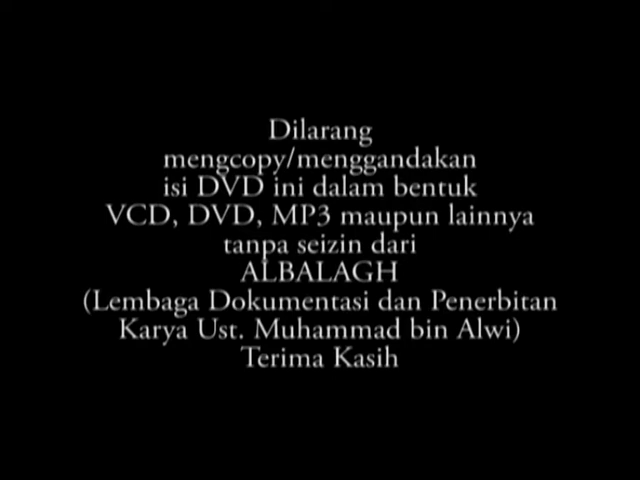 Dilarang
mengcopy/menggandakan
isi DVD ini dalam bentuk
VCD, DVD, MP3 maupun lainnya
tanpa seizin dari
ALBALAGH
(Lembaga Dokumentasi dan Penerbitan
Karya Ust. Muhammad bin Alwi)
Terima Kasih